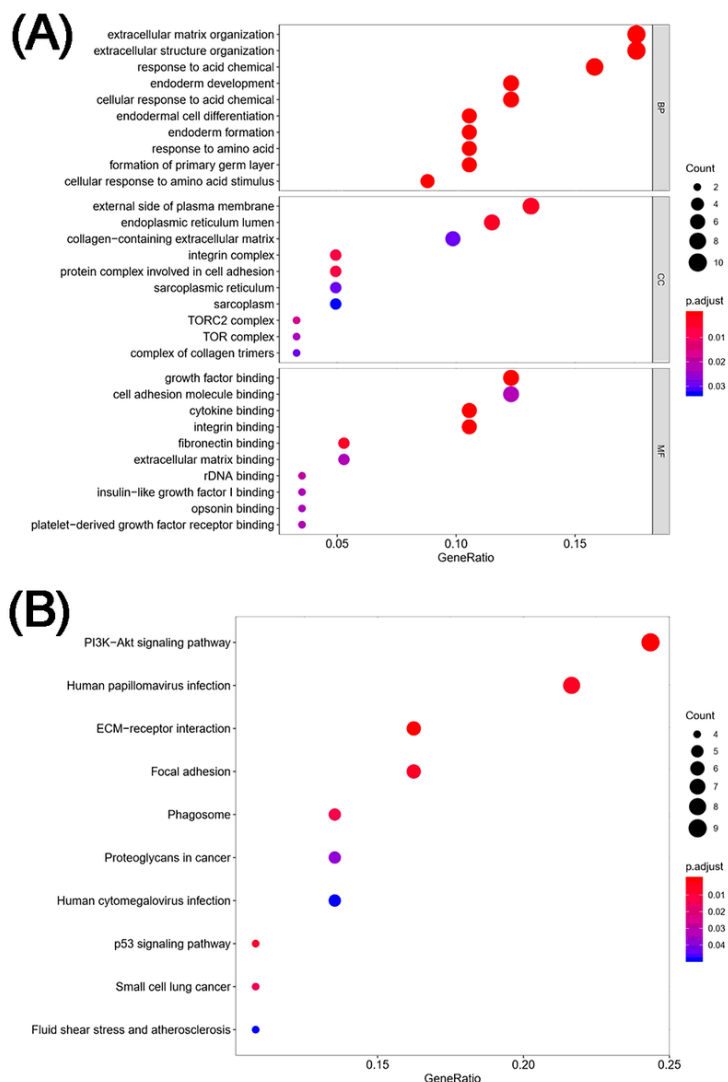 (A)
extracellular matrix organization
extracellular structure organization
response to acid chemical
endoderm development
cellular response to acid chemical
endodermal cell differentiation
endoderm formation
response to amino acid
formation of primary germ layer
cellular response to amino acid stimulus
BP
external side of plasma membrane
endoplasmic reticulum lumen
collagen−containing extracellular matrix
integrin complex
protein complex involved in cell adhesion
sarcoplasmic reticulum
sarcoplasm
TORC2 complex
TOR complex
complex of collagen trimers
CC
growth factor binding
cell adhesion molecule binding
cytokine binding
integrin binding
fibronectin binding
extracellular matrix binding
rDNA binding
insulin−like growth factor I binding
opsonin binding
platelet−derived growth factor receptor binding
MF
0.05 0.10 0.15
GeneRatio
Count
2
4
6
8
10
p.adjust
0.01
0.02
0.03
(B)
PI3K−Akt signaling pathway
Human papillomavirus infection
ECM−receptor interaction
Focal adhesion
Phagosome
Proteoglycans in cancer
Human cytomegalovirus infection
p53 signaling pathway
Small cell lung cancer
Fluid shear stress and atherosclerosis
0.15 0.20 0.25
GeneRatio
Count
4
5
6
7
8
9
p.adjust
0.01
0.02
0.03
0.04